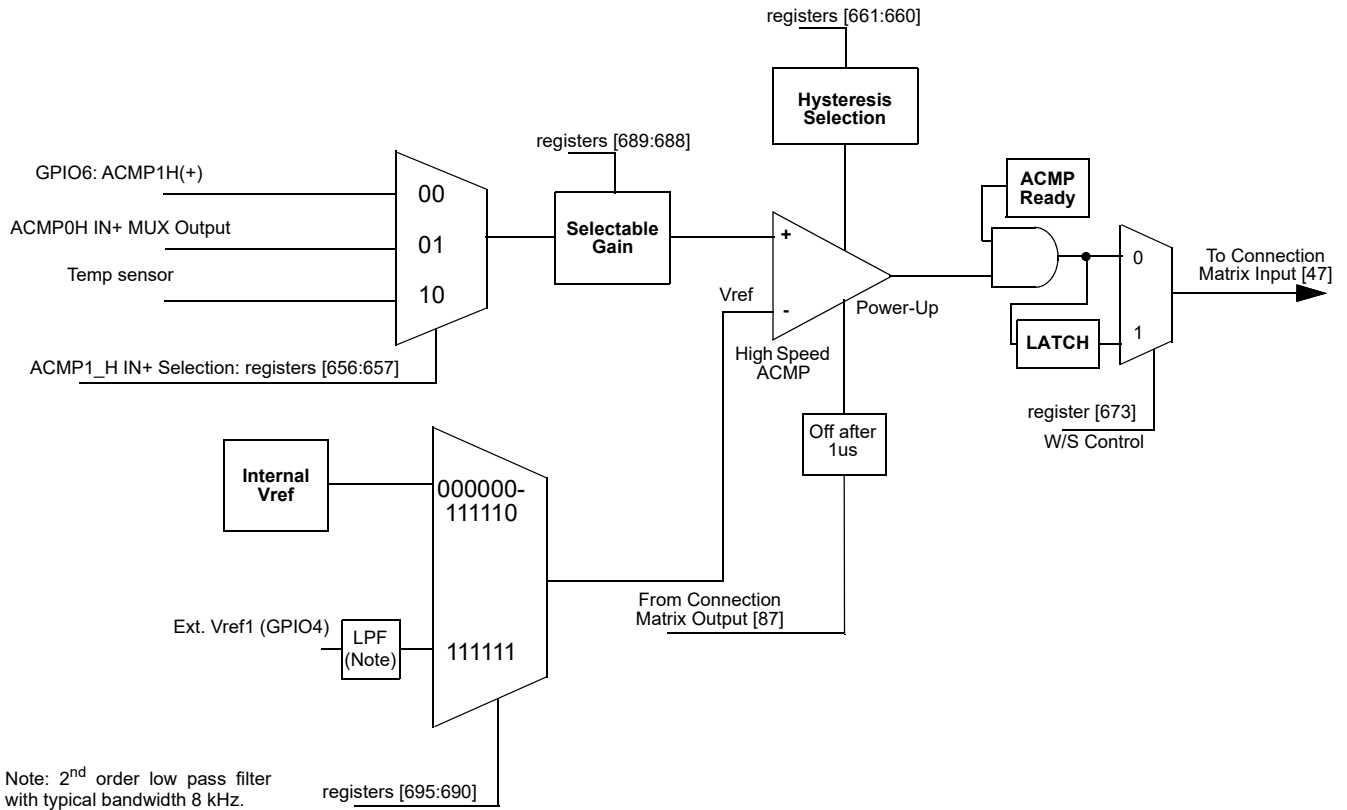 registers [661:660]
Hysteresis
Selection
registers [689:688]
GPIO6: ACMP1H(+)
00
ACMP0H IN+ MUX Output
01
Temp sensor
10
ACMP1_H IN+ Selection: registers [656:657]
Selectable
Gain
+
Vref
-
Power-Up
High Speed
ACMP
ACMP
Ready
0
To Connection
Matrix Input [47]
LATCH
1
register [673]
W/S Control
Off after
1us
Internal
Vref
000000-
111110
From Connection
Matrix Output [87]
Ext. Vref1 (GPIO4)
LPF
(Note)
111111
Note: 2nd order low pass filter
with typical bandwidth 8 kHz.
registers [695:690]